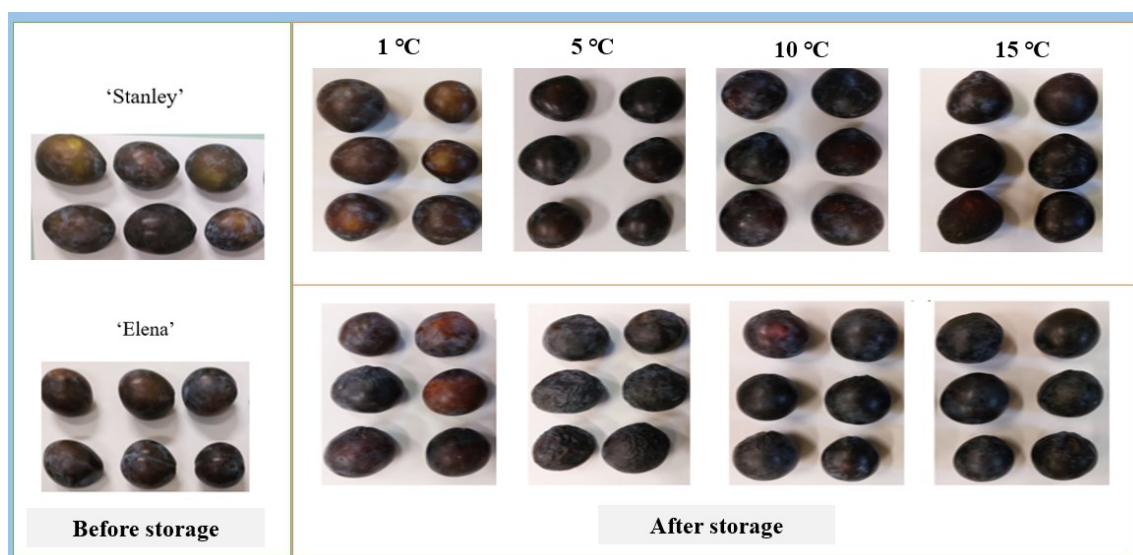 1 °C 5 °C 10 °C 15 °C
‘Stanley’
‘Elena’
Before storage
After storage